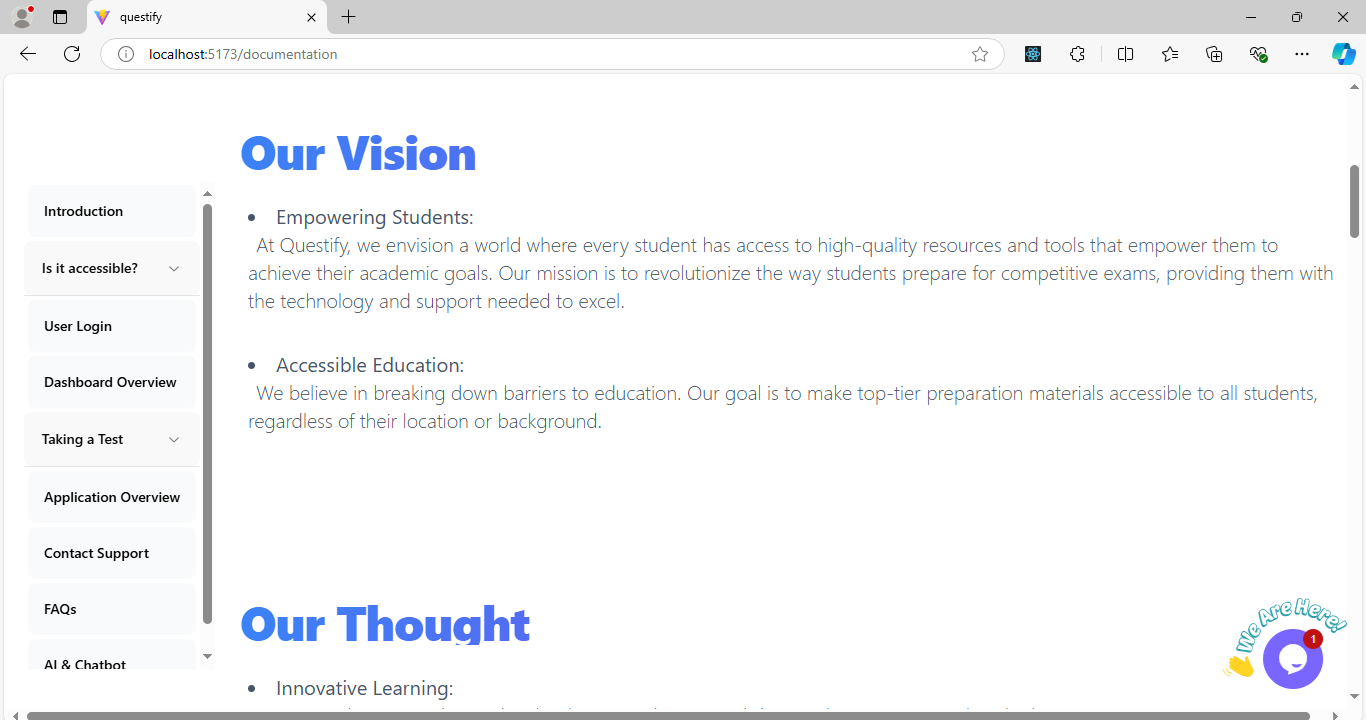 questify
localhost:5173/documentation
Our Vision
Introduction
Is it accessible?
User Login
Dashboard Overview
Taking a Test
Application Overview
Contact Support
FAQs
AI & Chatbot
• Empowering Students:
At Questify, we envision a world where every student has access to high-quality resources and tools that empower them to
achieve their academic goals. Our mission is to revolutionize the way students prepare for competitive exams, providing them with
the technology and support needed to excel.
• Accessible Education:
We believe in breaking down barriers to education. Our goal is to make top-tier preparation materials accessible to all students,
regardless of their location or background.
Our Thought
• Innovative Learning:
We Are Here!
1